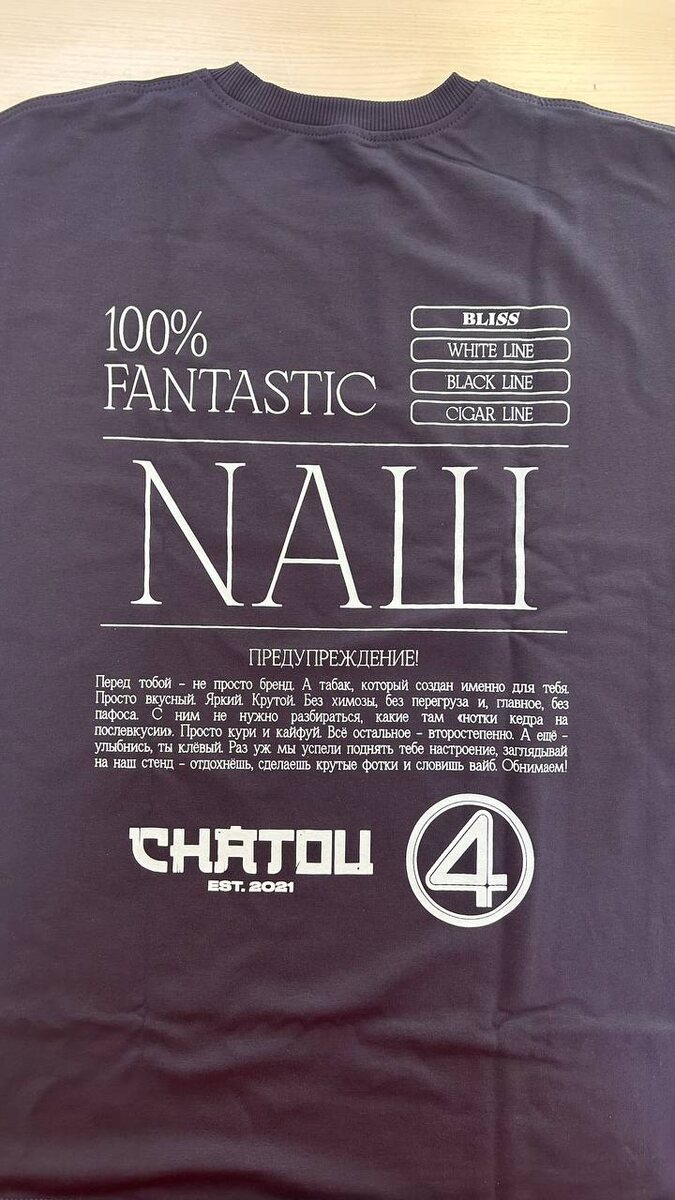 100%
FANTASTIC
BLISS
WHITE LINE
BLACK LINE
CIGAR LINE
NАШ
ПРЕДУПРЕЖДЕНИЕ!
Перед тобой – не просто бренд. А табак, который создан именно для тебя.
Просто вкусный. Яркий. Крутой. Без химозы, без перегруза и, главное, без
пафоса. С ним не нужно разбираться, какие там «нотки кедра на
послевкусии». Просто кури и кайфуй. Всё остальное – второстепенно. А ещё –
улыбнись, ты клёвый. Раз уж мы успели поднять тебе настроение, заглядывай
на наш стенд – отдохнёшь, сделаешь крутые фотки и словишь вайб. Обнимаем!
CHATOU
EST. 2021
4